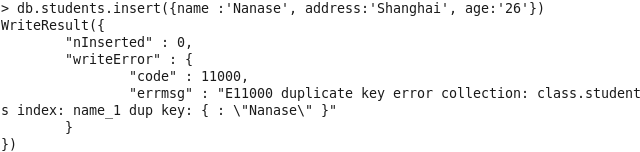 > db.students.insert({name :'Nanase', address:'Shanghai', age:'26'})
WriteResult({
        "nInserted" : 0,
        "writeError" : {
                "code" : 11000,
                "errmsg" : "E11000 duplicate key error collection: class.student
s index: name_1 dup key: { : \"Nanase\" }"
        }
})